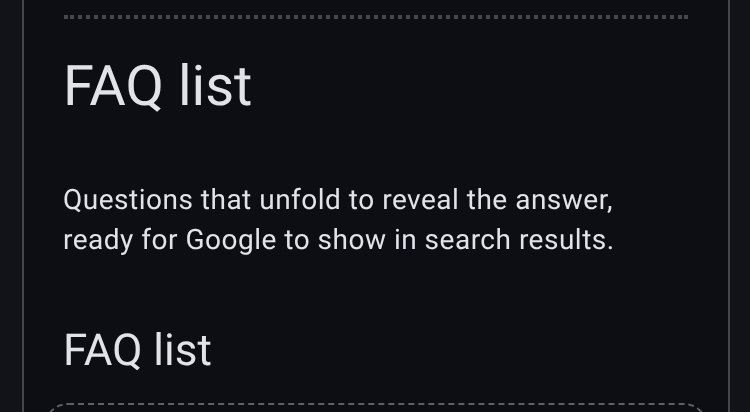 FAQ list
Questions that unfold to reveal the answer,
ready for Google to show in search results.
FAQ list